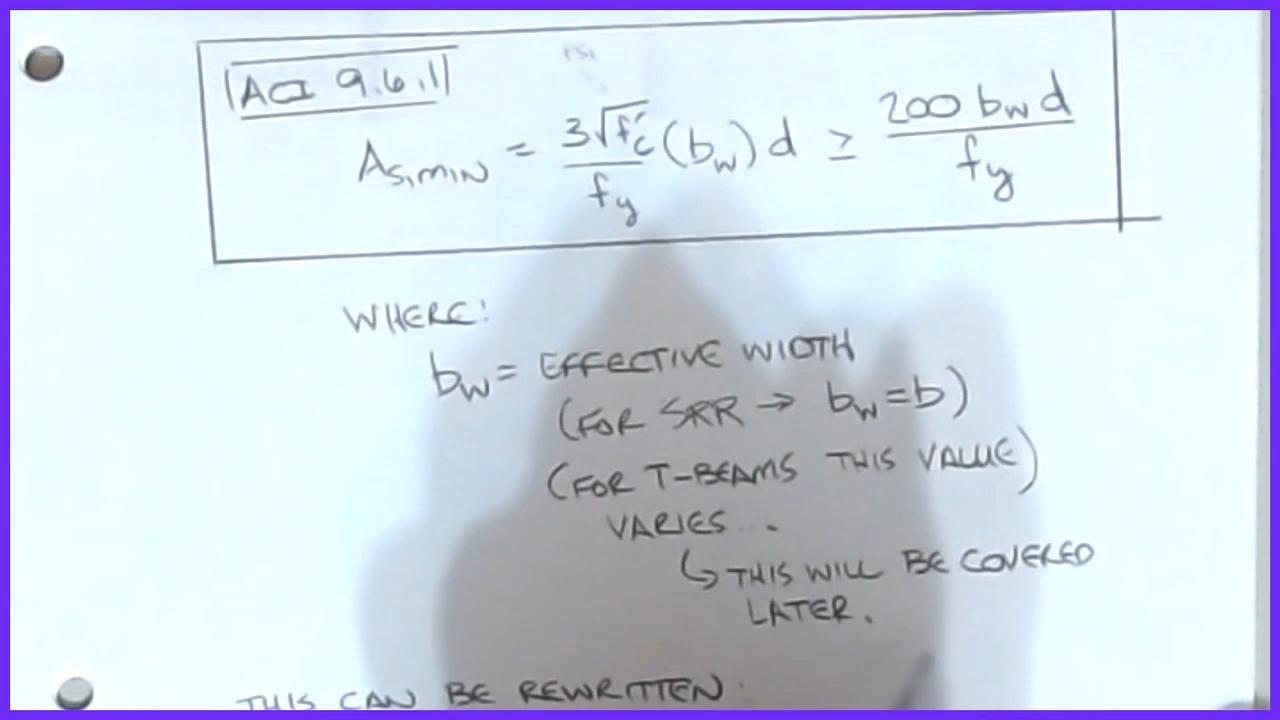 ACI 9.6.1
PSI
As,MIN = 3√f'c / fy (bw) d ≥ 200 bw d / fy
WHERE:
bw = EFFECTIVE WIDTH
(FOR SRR → bw = b)
(FOR T-BEAMS THIS VALUE)
VARIES ...
↳ THIS WILL BE COVERED
LATER.
THIS CAN BE REWRITTEN: